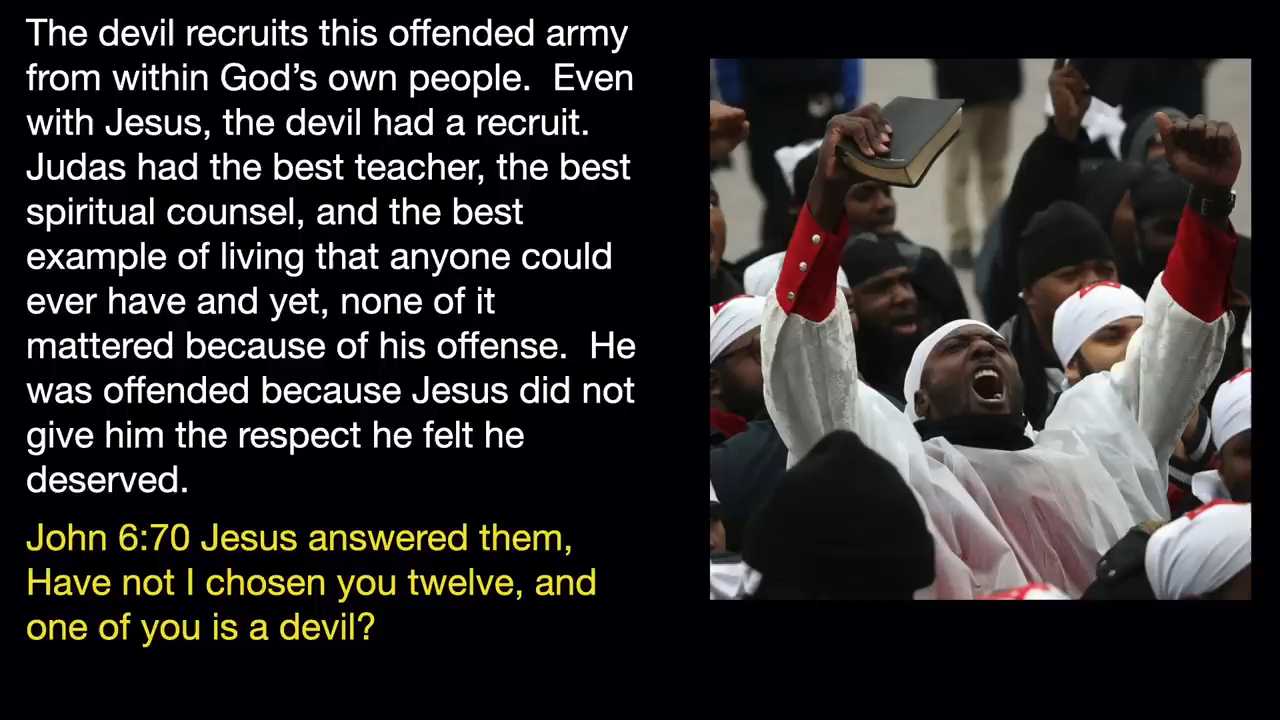 The devil recruits this offended army
from within God’s own people.  Even
with Jesus, the devil had a recruit.
Judas had the best teacher, the best
spiritual counsel, and the best
example of living that anyone could
ever have and yet, none of it
mattered because of his offense.  He
was offended because Jesus did not
give him the respect he felt he
deserved.
John 6:70 Jesus answered them,
Have not I chosen you twelve, and
one of you is a devil?